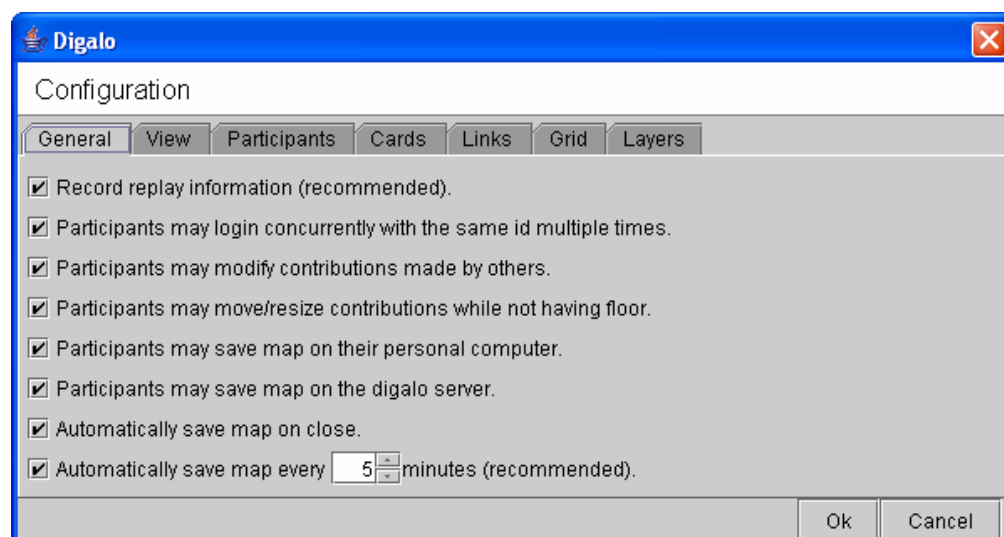 Digalo
Configuration
General View Participants Cards Links Grid Layers
Record replay information (recommended).
Participants may login concurrently with the same id multiple times.
Participants may modify contributions made by others.
Participants may move/resize contributions while not having floor.
Participants may save map on their personal computer.
Participants may save map on the digalo server.
Automatically save map on close.
Automatically save map every 5 minutes (recommended).
Ok Cancel